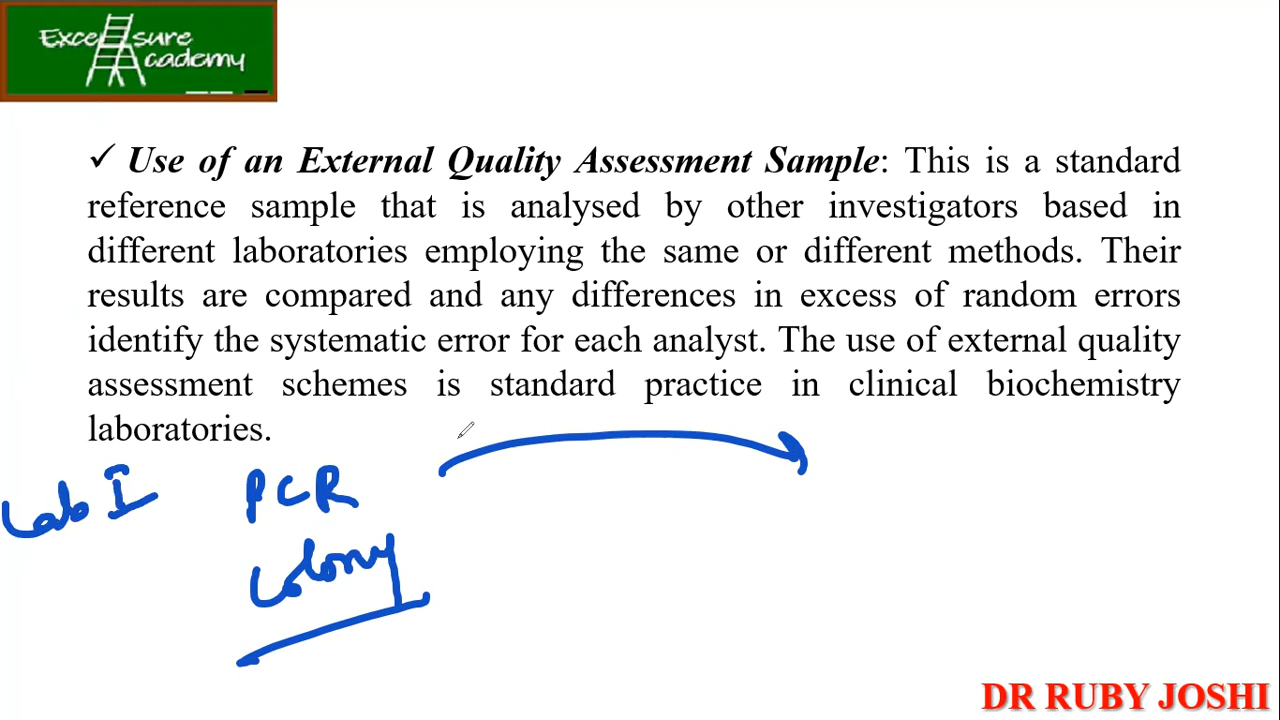 Excel sure
Academy
✓ Use of an External Quality Assessment Sample: This is a standard
reference sample that is analysed by other investigators based in
different laboratories employing the same or different methods. Their
results are compared and any differences in excess of random errors
identify the systematic error for each analyst. The use of external quality
assessment schemes is standard practice in clinical biochemistry
laboratories.
Lab I PCR
Colony
DR RUBY JOSHI